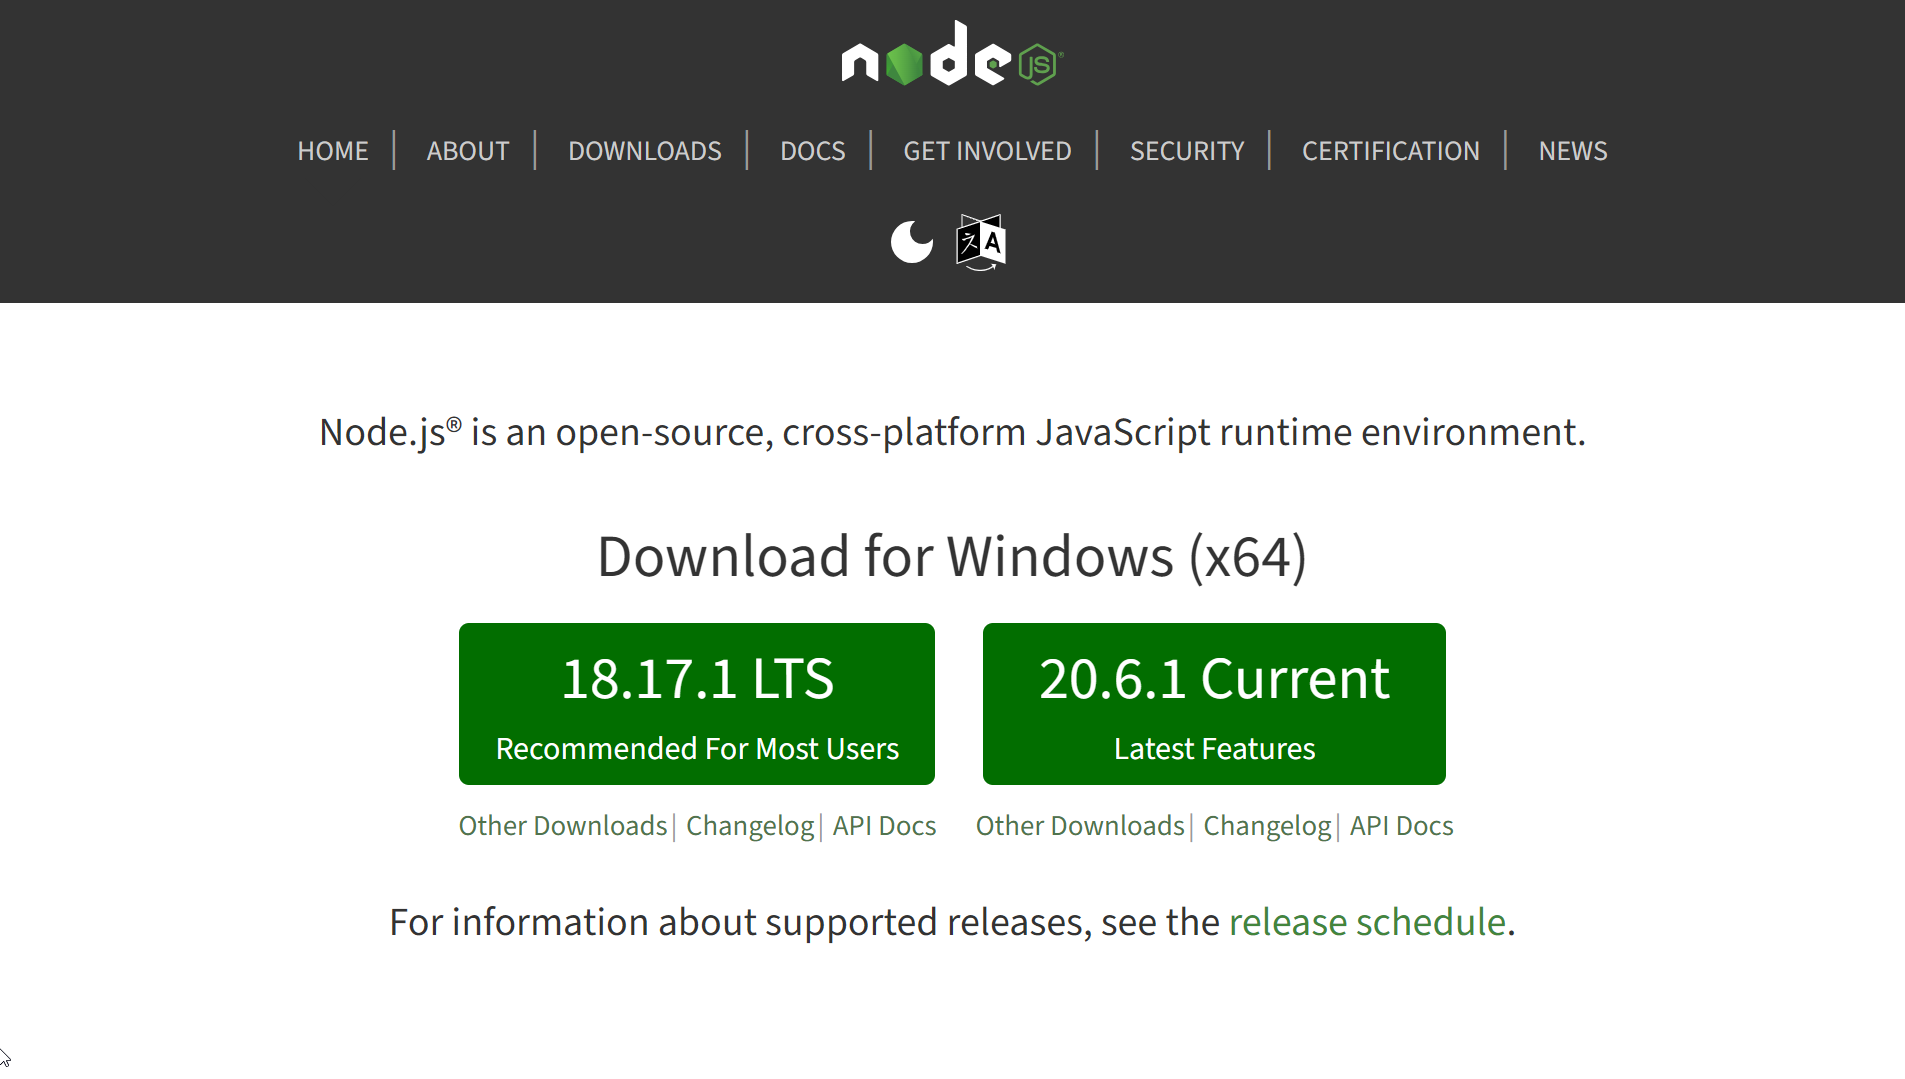 node JS®
HOME | ABOUT | DOWNLOADS | DOCS | GET INVOLVED | SECURITY | CERTIFICATION | NEWS
A
Node.js® is an open-source, cross-platform JavaScript runtime environment.
Download for Windows (x64)
18.17.1 LTS
Recommended For Most Users
20.6.1 Current
Latest Features
Other Downloads | Changelog | API Docs
Other Downloads | Changelog | API Docs
For information about supported releases, see the release schedule.